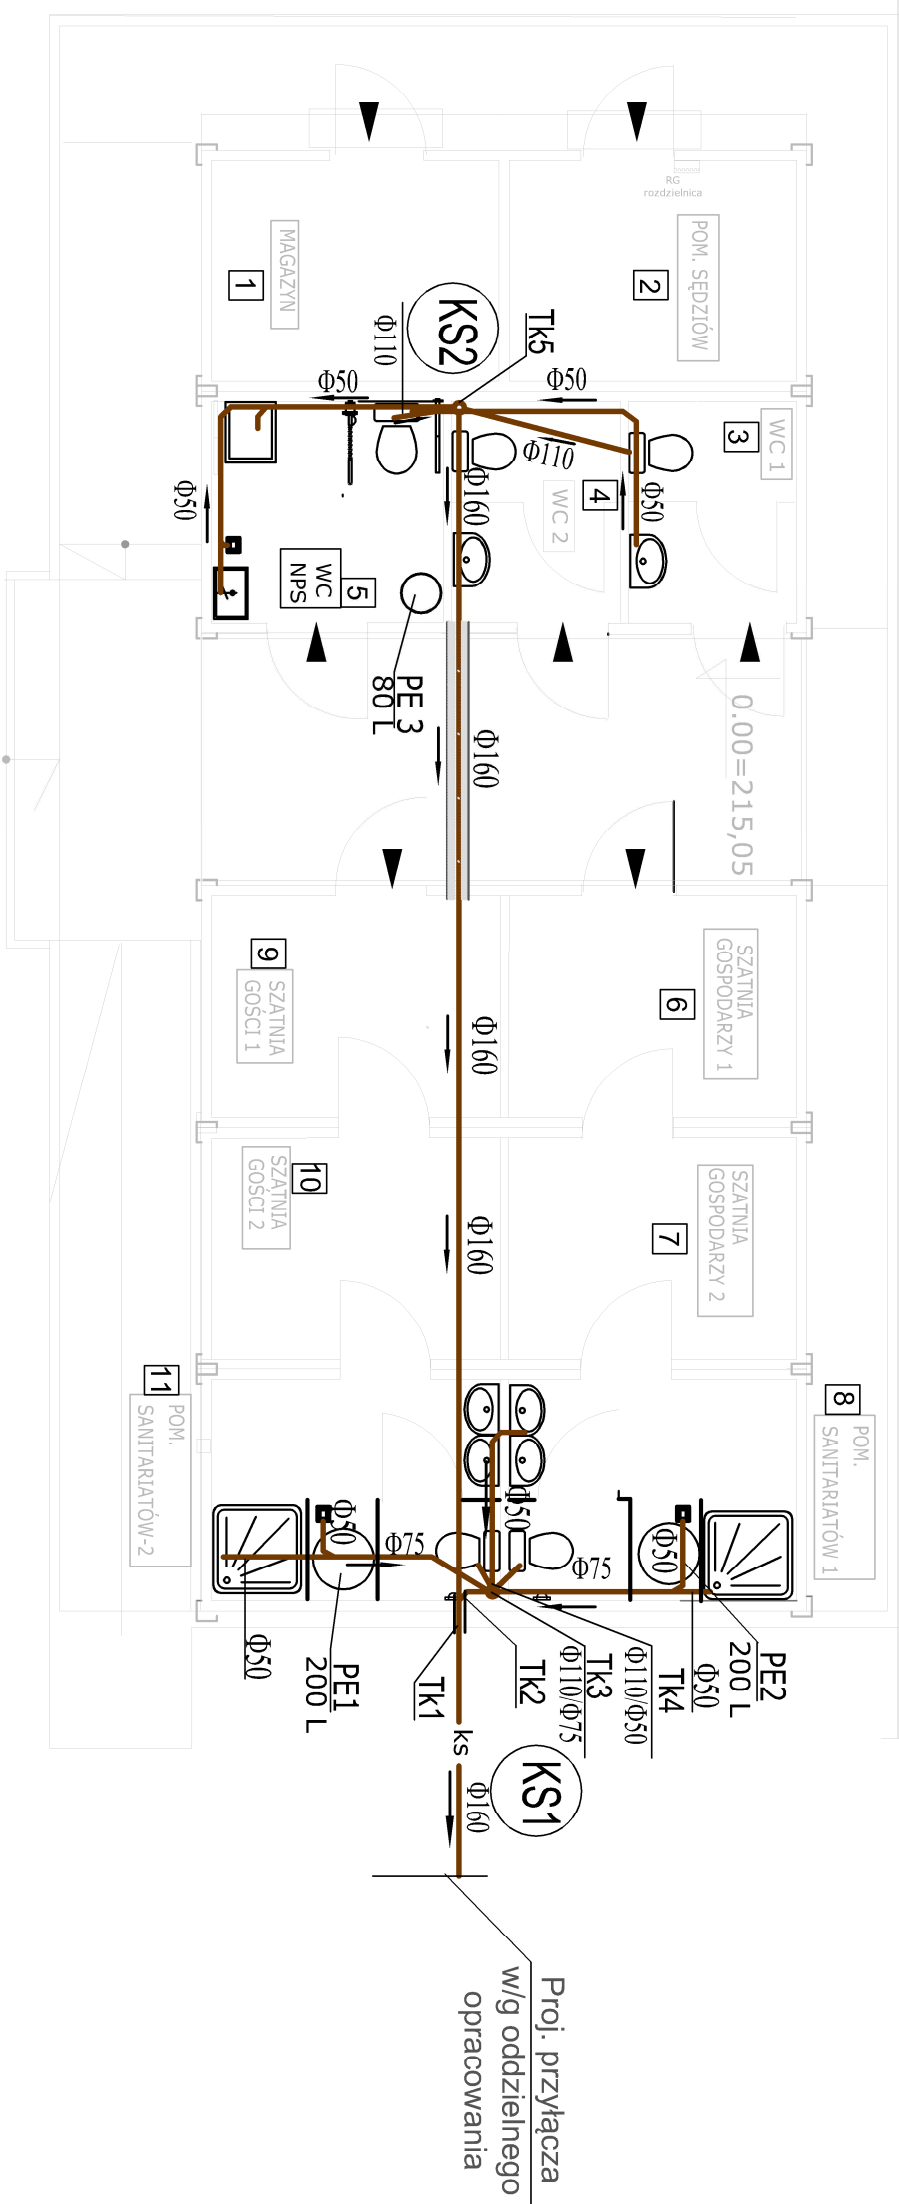 RG
rozdzielnica
MAGAZYN
1
POM. SĘDZIÓW
2
KS2
Tk5
Φ110
Φ50
Φ50
WC 1
3
Φ110
Φ160
Φ50
4
WC 2
Φ50
WC
NPS
5
PE 3
80 L
Φ160
0.00=215,05
9
SZATNIA
GOŚCI 1
SZATNIA
GOSPODARZY 1
6
Φ160
10
SZATNIA
GOŚCI 2
SZATNIA
GOSPODARZY 2
7
Φ160
11
POM.
SANITARIATÓW-2
8
POM.
SANITARIATÓW 1
Φ50
Φ50
Φ50
Φ75
Φ75
Φ50
PE1
200 L
Tk1
Tk2
Tk3
Φ110/Φ75
Tk4
Φ110/Φ50
Φ50
PE2
200 L
ks
KS1
Φ160
Proj. przyłącza
w/g oddzielnego
opracowania